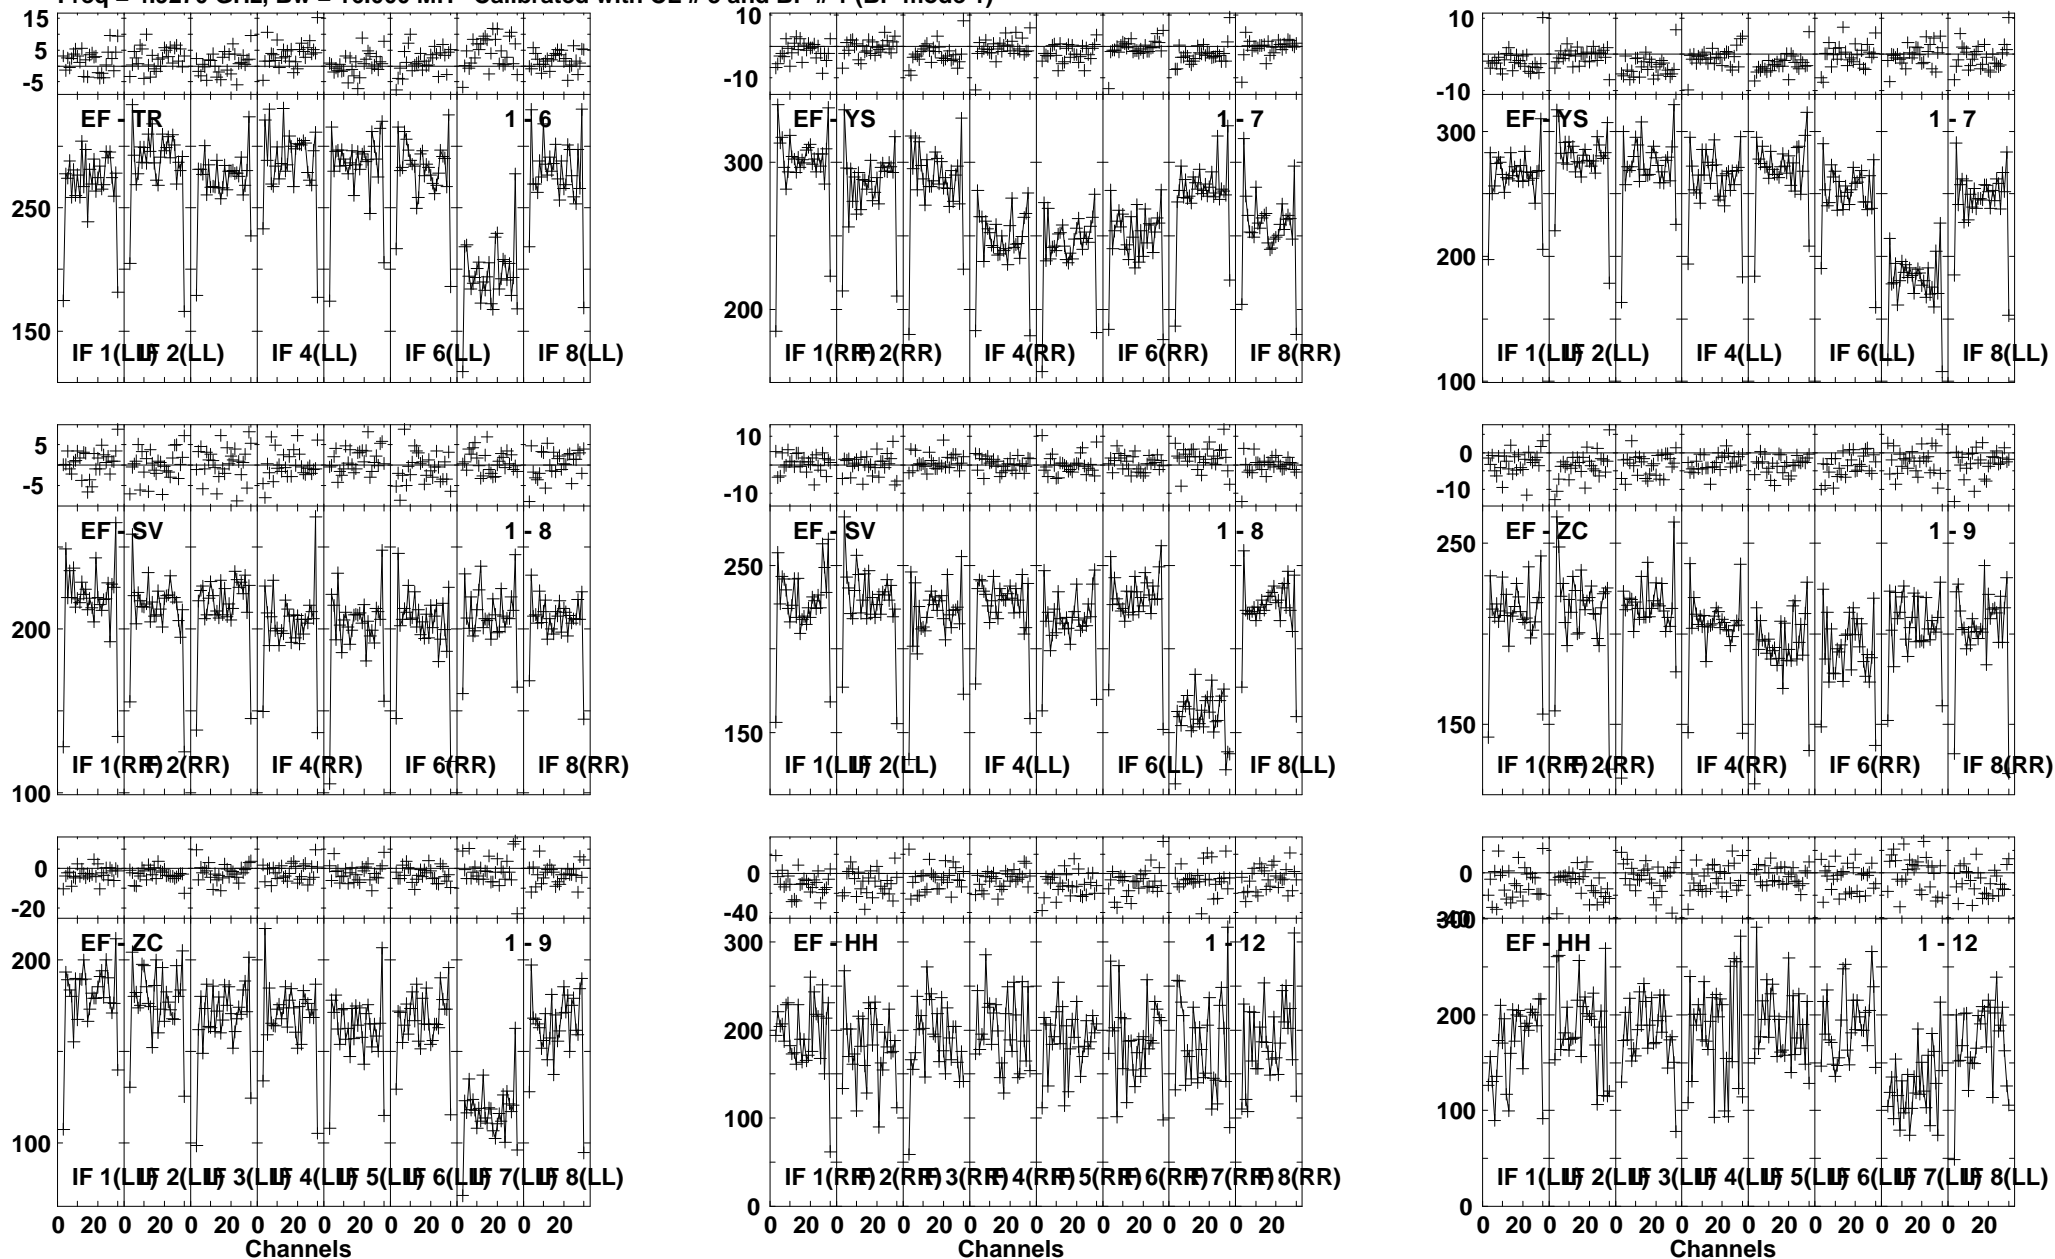 15 10 10
5
-5 -10 -10
EF - TR 1 - 6 EF - YS 1 - 7 EF - YS 1 - 7
300 300
250 200 200
150
IF 1(LL) IF 2(LL) IF 4(LL) IF 6(LL) IF 8(LL) IF 1(RR) IF 2(RR) IF 4(RR) IF 6(RR) IF 8(RR) IF 1(LL) IF 2(LL) IF 4(LL) IF 6(LL) IF 8(LL)
100
5 10 0
-5 -10 -10
EF - SV 1 - 8 EF - SV 1 - 8 EF - ZC 1 - 9
200 250 250
150 150
IF 1(RR) IF 2(RR) IF 4(RR) IF 6(RR) IF 8(RR) IF 1(LL) IF 2(LL) IF 4(LL) IF 6(LL) IF 8(LL) IF 1(RR) IF 2(RR) IF 4(RR) IF 6(RR) IF 8(RR)
100
0 0 0
-20 -40
EF - ZC 1 - 9 EF - HH 1 - 12 EF - HH 1 - 12
200 300
200 200
100 100 100
IF 1(LL) IF 2(LL) IF 3(LL) IF 4(LL) IF 5(LL) IF 6(LL) IF 7(LL) IF 8(LL) IF 1(RR) IF 2(RR) IF 3(RR) IF 4(RR) IF 5(RR) IF 6(RR) IF 7(RR) IF 8(RR) IF 1(LL) IF 2(LL) IF 3(LL) IF 4(LL) IF 5(LL) IF 6(LL) IF 7(LL) IF 8(LL)
0 0
0 20 0 20 0 20 0 20 0 20 0 20 0 20 0 20 0 20 0 20 0 20 0 20 0 20 0 20 0 20 0 20 0 20 0 20 0 20 0 20 0 20 0 20 0 20 0 20
Channels Channels Channels